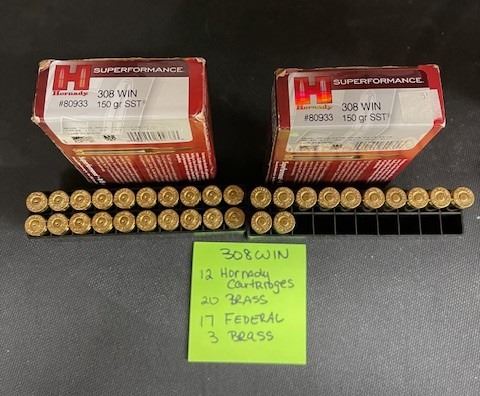 SUPERFORMANCE
H
Hornady
308 WIN
#80933 150 gr SST
SUPERFORMANCE
H
Hornady
308 WIN
#80933 150 gr SST
308 WIN
12 Hornady
Cartridges
20 BRASS
17 FEDERAL
3 Brass